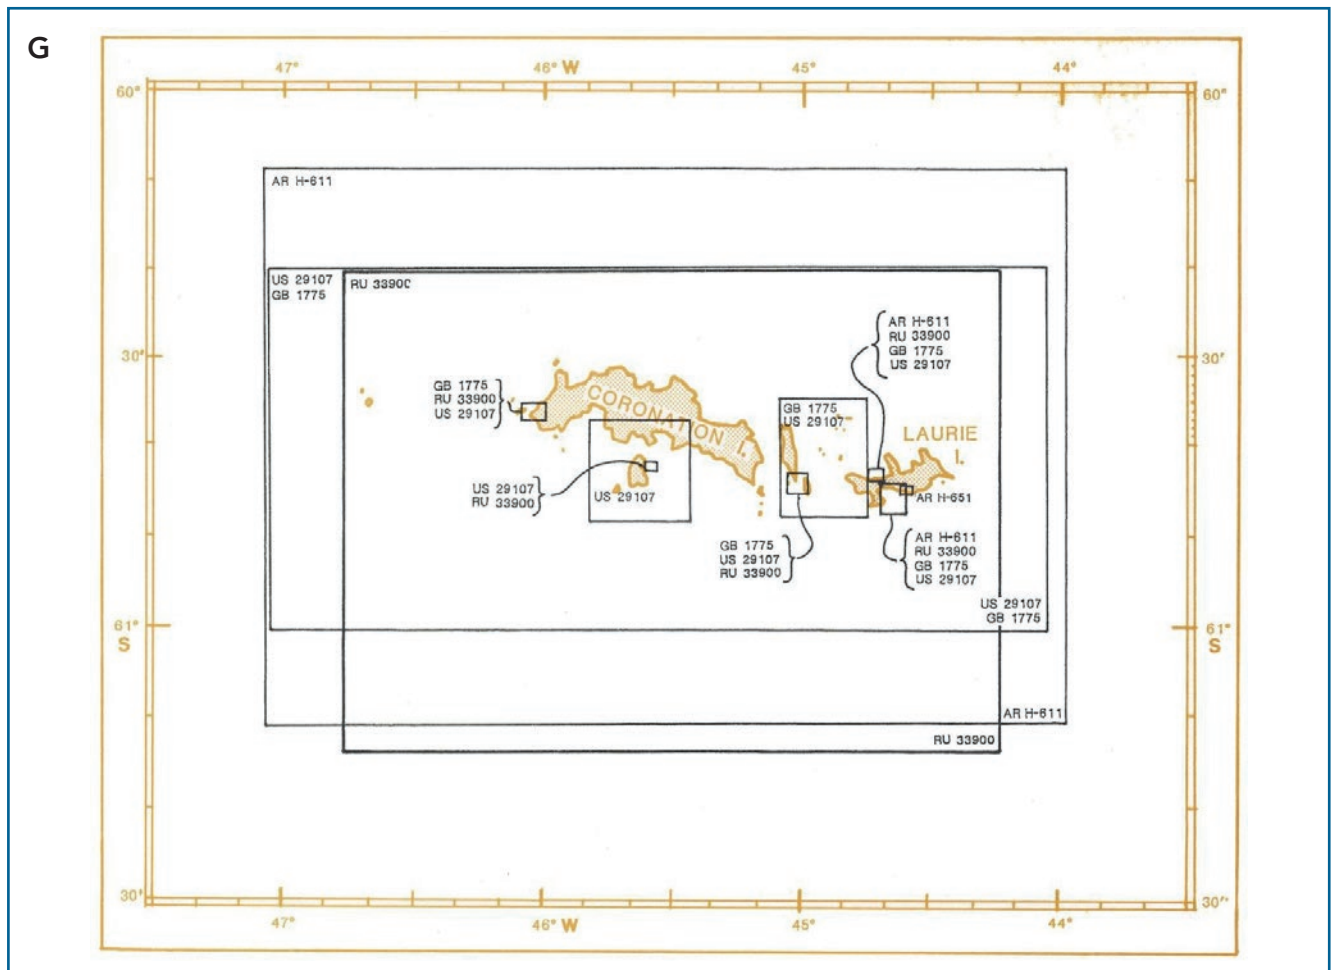 G
47° 46° W 45° 44°
60° 60°
AR H-611
US 29107
GB 1775
RU 33900
AR H-611
RU 33900
GB 1775
US 29107
30' 30'
GB 1775
RU 33900
US 29107
CORONATION I.
GB 1775
US 29107
LAURIE
I.
US 29107
RU 33900
US 29107
AR H-651
GB 1775
US 29107
RU 33900
AR H-611
RU 33900
GB 1775
US 29107
US 29107
GB 1775
61° 61°
S S
AR H-611
RU 33900
30' 30'
47° 46° W 45° 44°